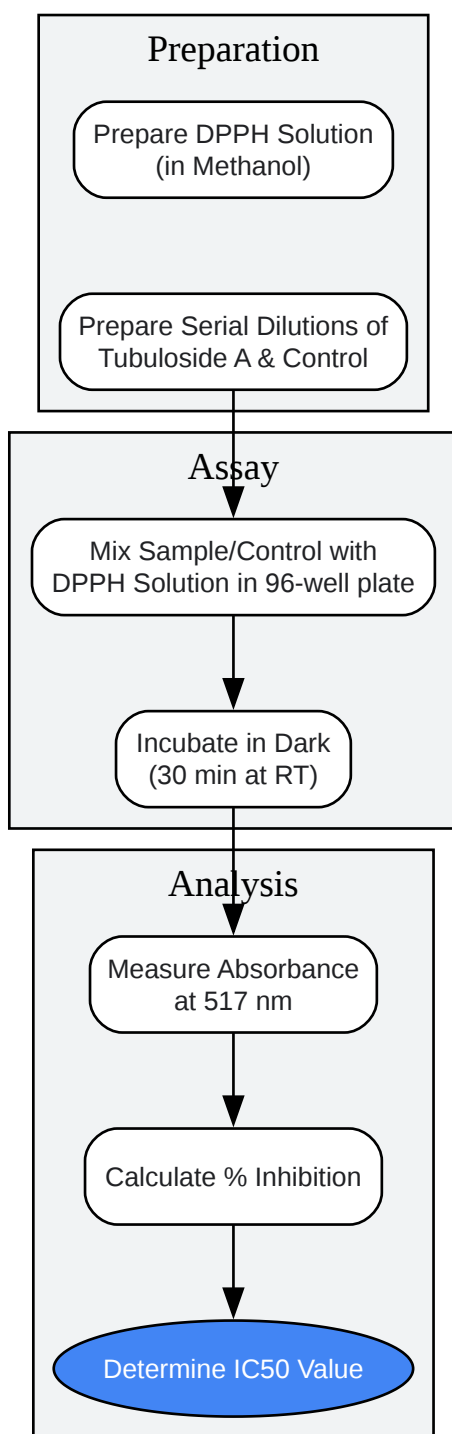 Preparation
Prepare DPPH Solution
(in Methanol)
Prepare Serial Dilutions of
Tubuloside A & Control
Assay
Mix Sample/Control with
DPPH Solution in 96-well plate
Incubate in Dark
(30 min at RT)
Analysis
Measure Absorbance
at 517 nm
Calculate % Inhibition
Determine IC50 Value